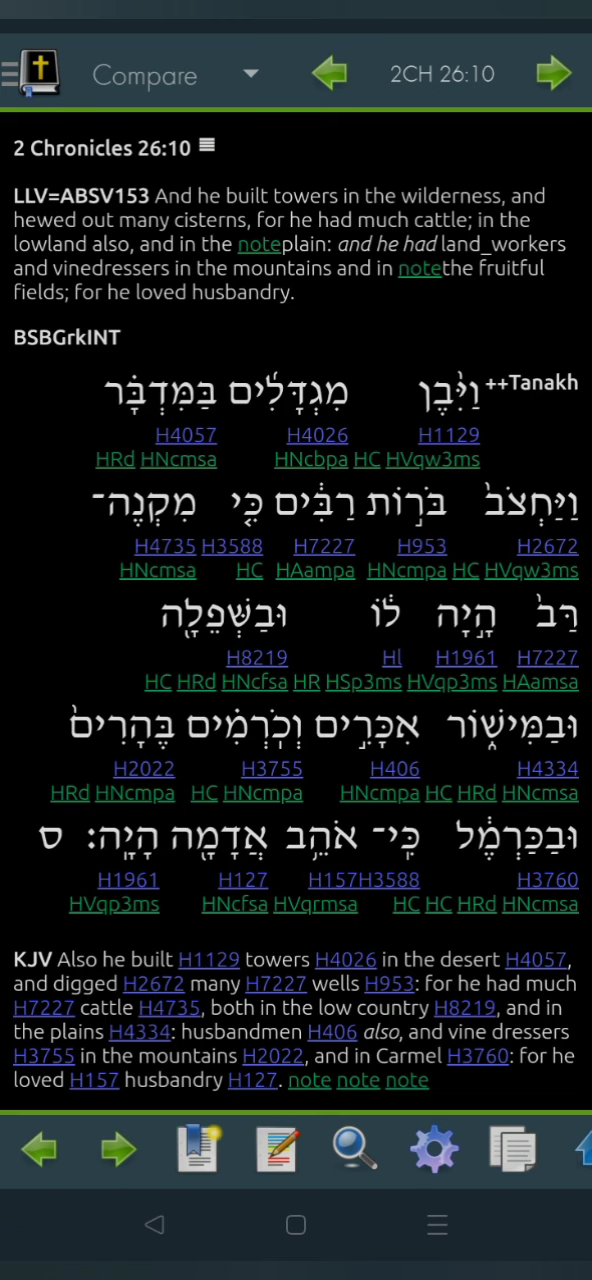 Compare 2CH 26:10
2 Chronicles 26:10
LLV=ABSV153 And he built towers in the wilderness, and
hewed out many cisterns, for he had much cattle; in the
lowland also, and in the noteplain: and he had land_workers
and vinedressers in the mountains and in notethe fruitful
fields; for he loved husbandry.
BSBGrkINT
++Tanakh וַיִּ֨בֶן מִגְדָּלִ֜ים בַּמִּדְבָּ֗ר
H4057 H4026 H1129
HRd HNcmsa HNcbpa HC HVqw3ms
וַיַּחְצֹב֙ בֹּר֣וֹת רַבִּ֔ים כִּ֤י מִקְנֶה־
H4735 H3588 H7227 H953 H2672
HNcmsa HC HAampa HNcmpa HC HVqw3ms
רַּב֙ הָ֣יָה ל֔וֹ וּבַשְּׁפֵלָ֖ה
H8219 Hl H1961 H7227
HC HRd HNcfsa HR HSp3ms HVqp3ms HAamsa
וּבַמִּישׁ֑וֹר אִכָּרִ֣ים וְכֹֽרְמִ֗ים בֶּהָרִים֙
H2022 H3755 H406 H4334
HRd HNcmpa HC HNcmpa HNcmpa HC HRd HNcmsa
וּבַכַּרְמֶ֔ל כִּֽי־ אֹהֵ֥ב אֲדָמָ֖ה הָיָֽה׃ ס
H1961 H127 H157H3588 H3760
HVqp3ms HNcfsa HVqrmsa HC HC HRd HNcmsa
KJV Also he built H1129 towers H4026 in the desert H4057,
and digged H2672 many H7227 wells H953: for he had much
H7227 cattle H4735, both in the low country H8219, and in
the plains H4334: husbandmen H406 also, and vine dressers
H3755 in the mountains H2022, and in Carmel H3760: for he
loved H157 husbandry H127. note note note